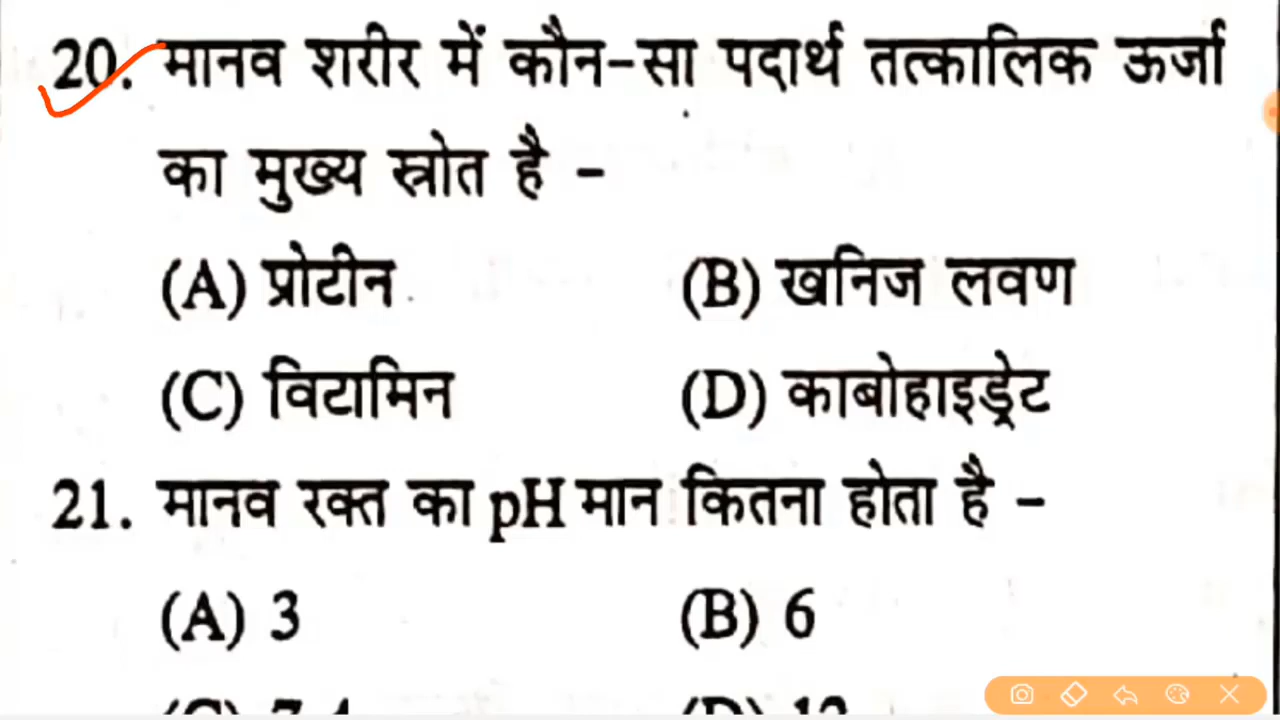 20. मानव शरीर में कौन-सा पदार्थ तत्कालिक ऊर्जा
का मुख्य स्रोत है -
(A) प्रोटीन (B) खनिज लवण
(C) विटामिन (D) काबोहाइड्रेट
21. मानव रक्त का pH मान कितना होता है -
(A) 3 (B) 6